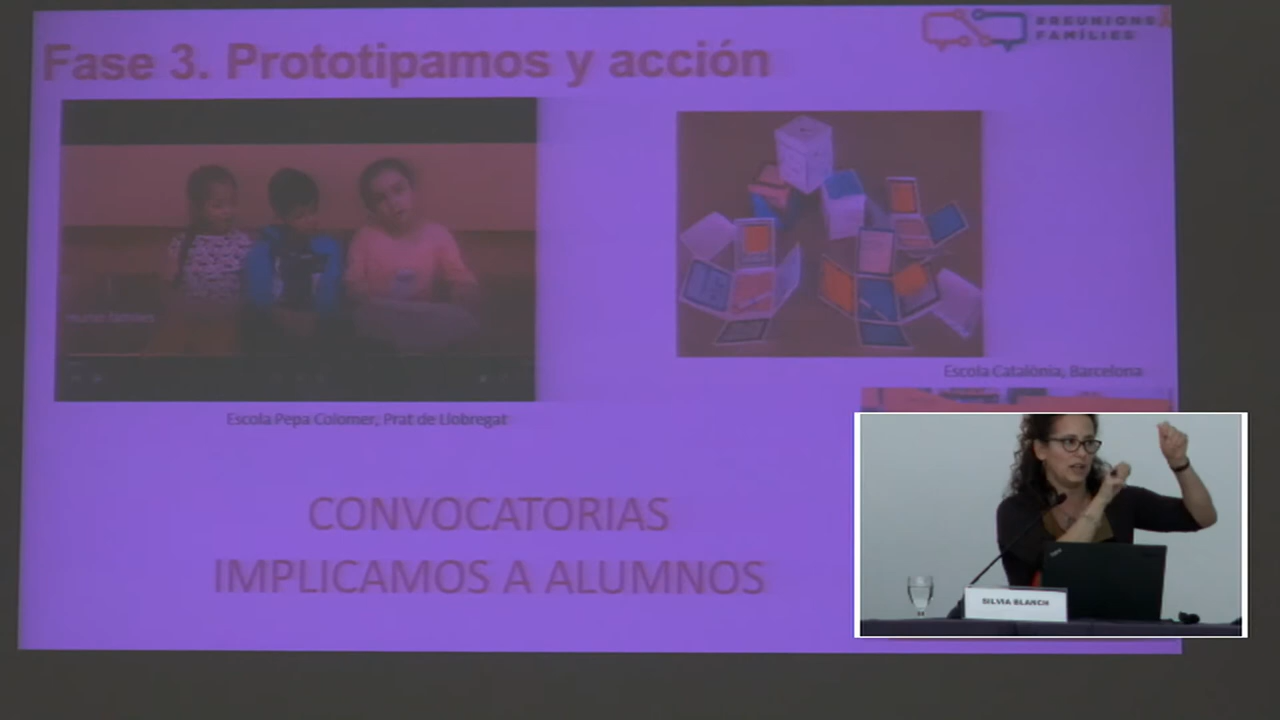 Fase 3. Prototipamos y acción
#REUNIONS
FAMÍLIES
Escola Catalònia, Barcelona
Escola Pepa Colomer, Prat de Llobregat
CONVOCATORIAS
IMPLICAMOS A ALUMNOS
SILVIA BLANCH